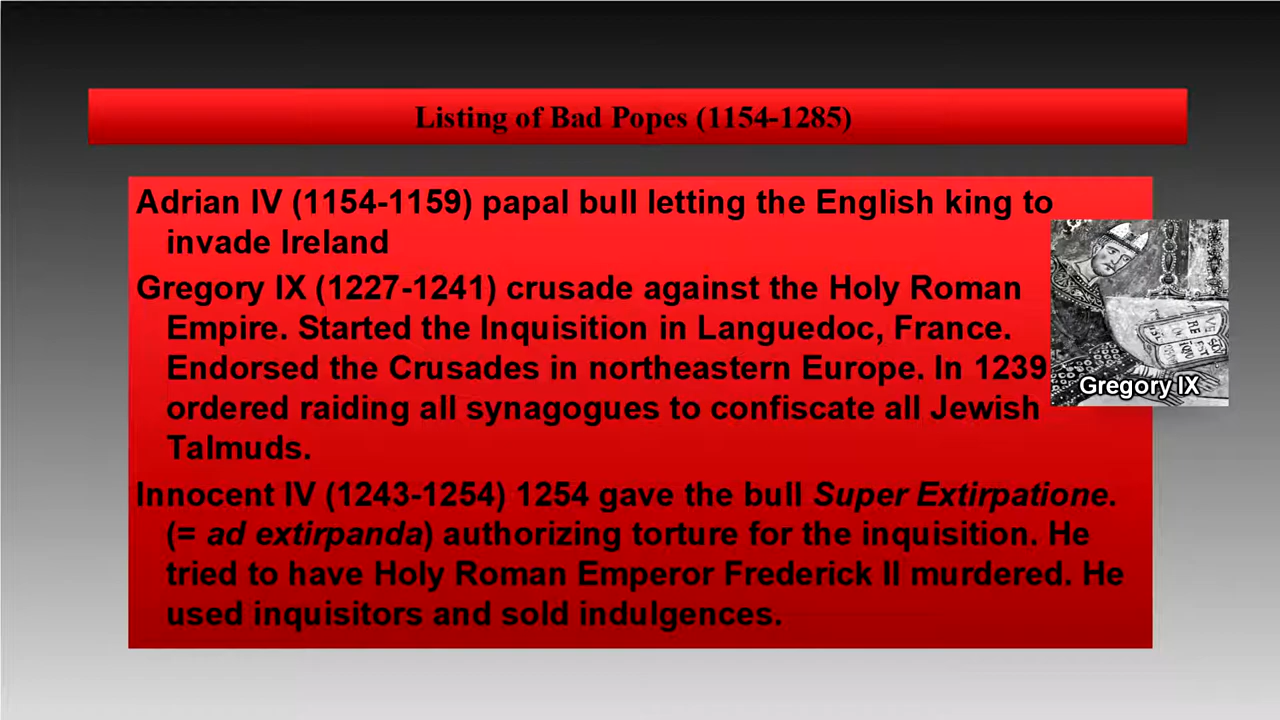 Listing of Bad Popes (1154-1285)
Adrian IV (1154-1159) papal bull letting the English king to
invade Ireland
Gregory IX (1227-1241) crusade against the Holy Roman
Empire. Started the Inquisition in Languedoc, France.
Endorsed the Crusades in northeastern Europe. In 1239
ordered raiding all synagogues to confiscate all Jewish
Talmuds.
Gregory IX
Innocent IV (1243-1254) 1254 gave the bull Super Extirpatione.
(= ad extirpanda) authorizing torture for the inquisition. He
tried to have Holy Roman Emperor Frederick II murdered. He
used inquisitors and sold indulgences.